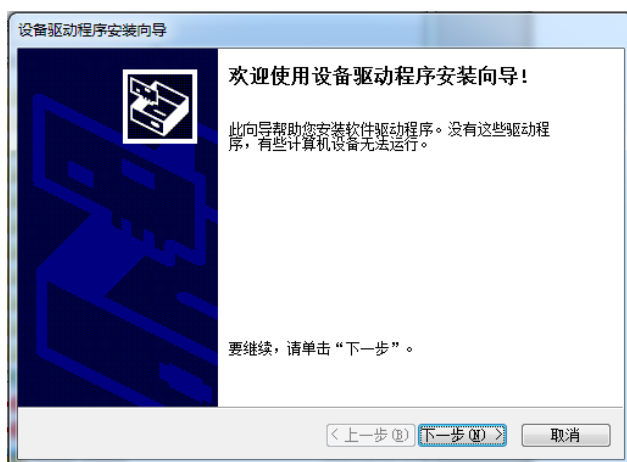 设备驱动程序安装向导
欢迎使用设备驱动程序安装向导!
此向导帮助您安装软件驱动程序。没有这些驱动程
序，有些计算机设备无法运行。
要继续，请单击“下一步”。
< 上一步(B) 下一步(N) > 取消